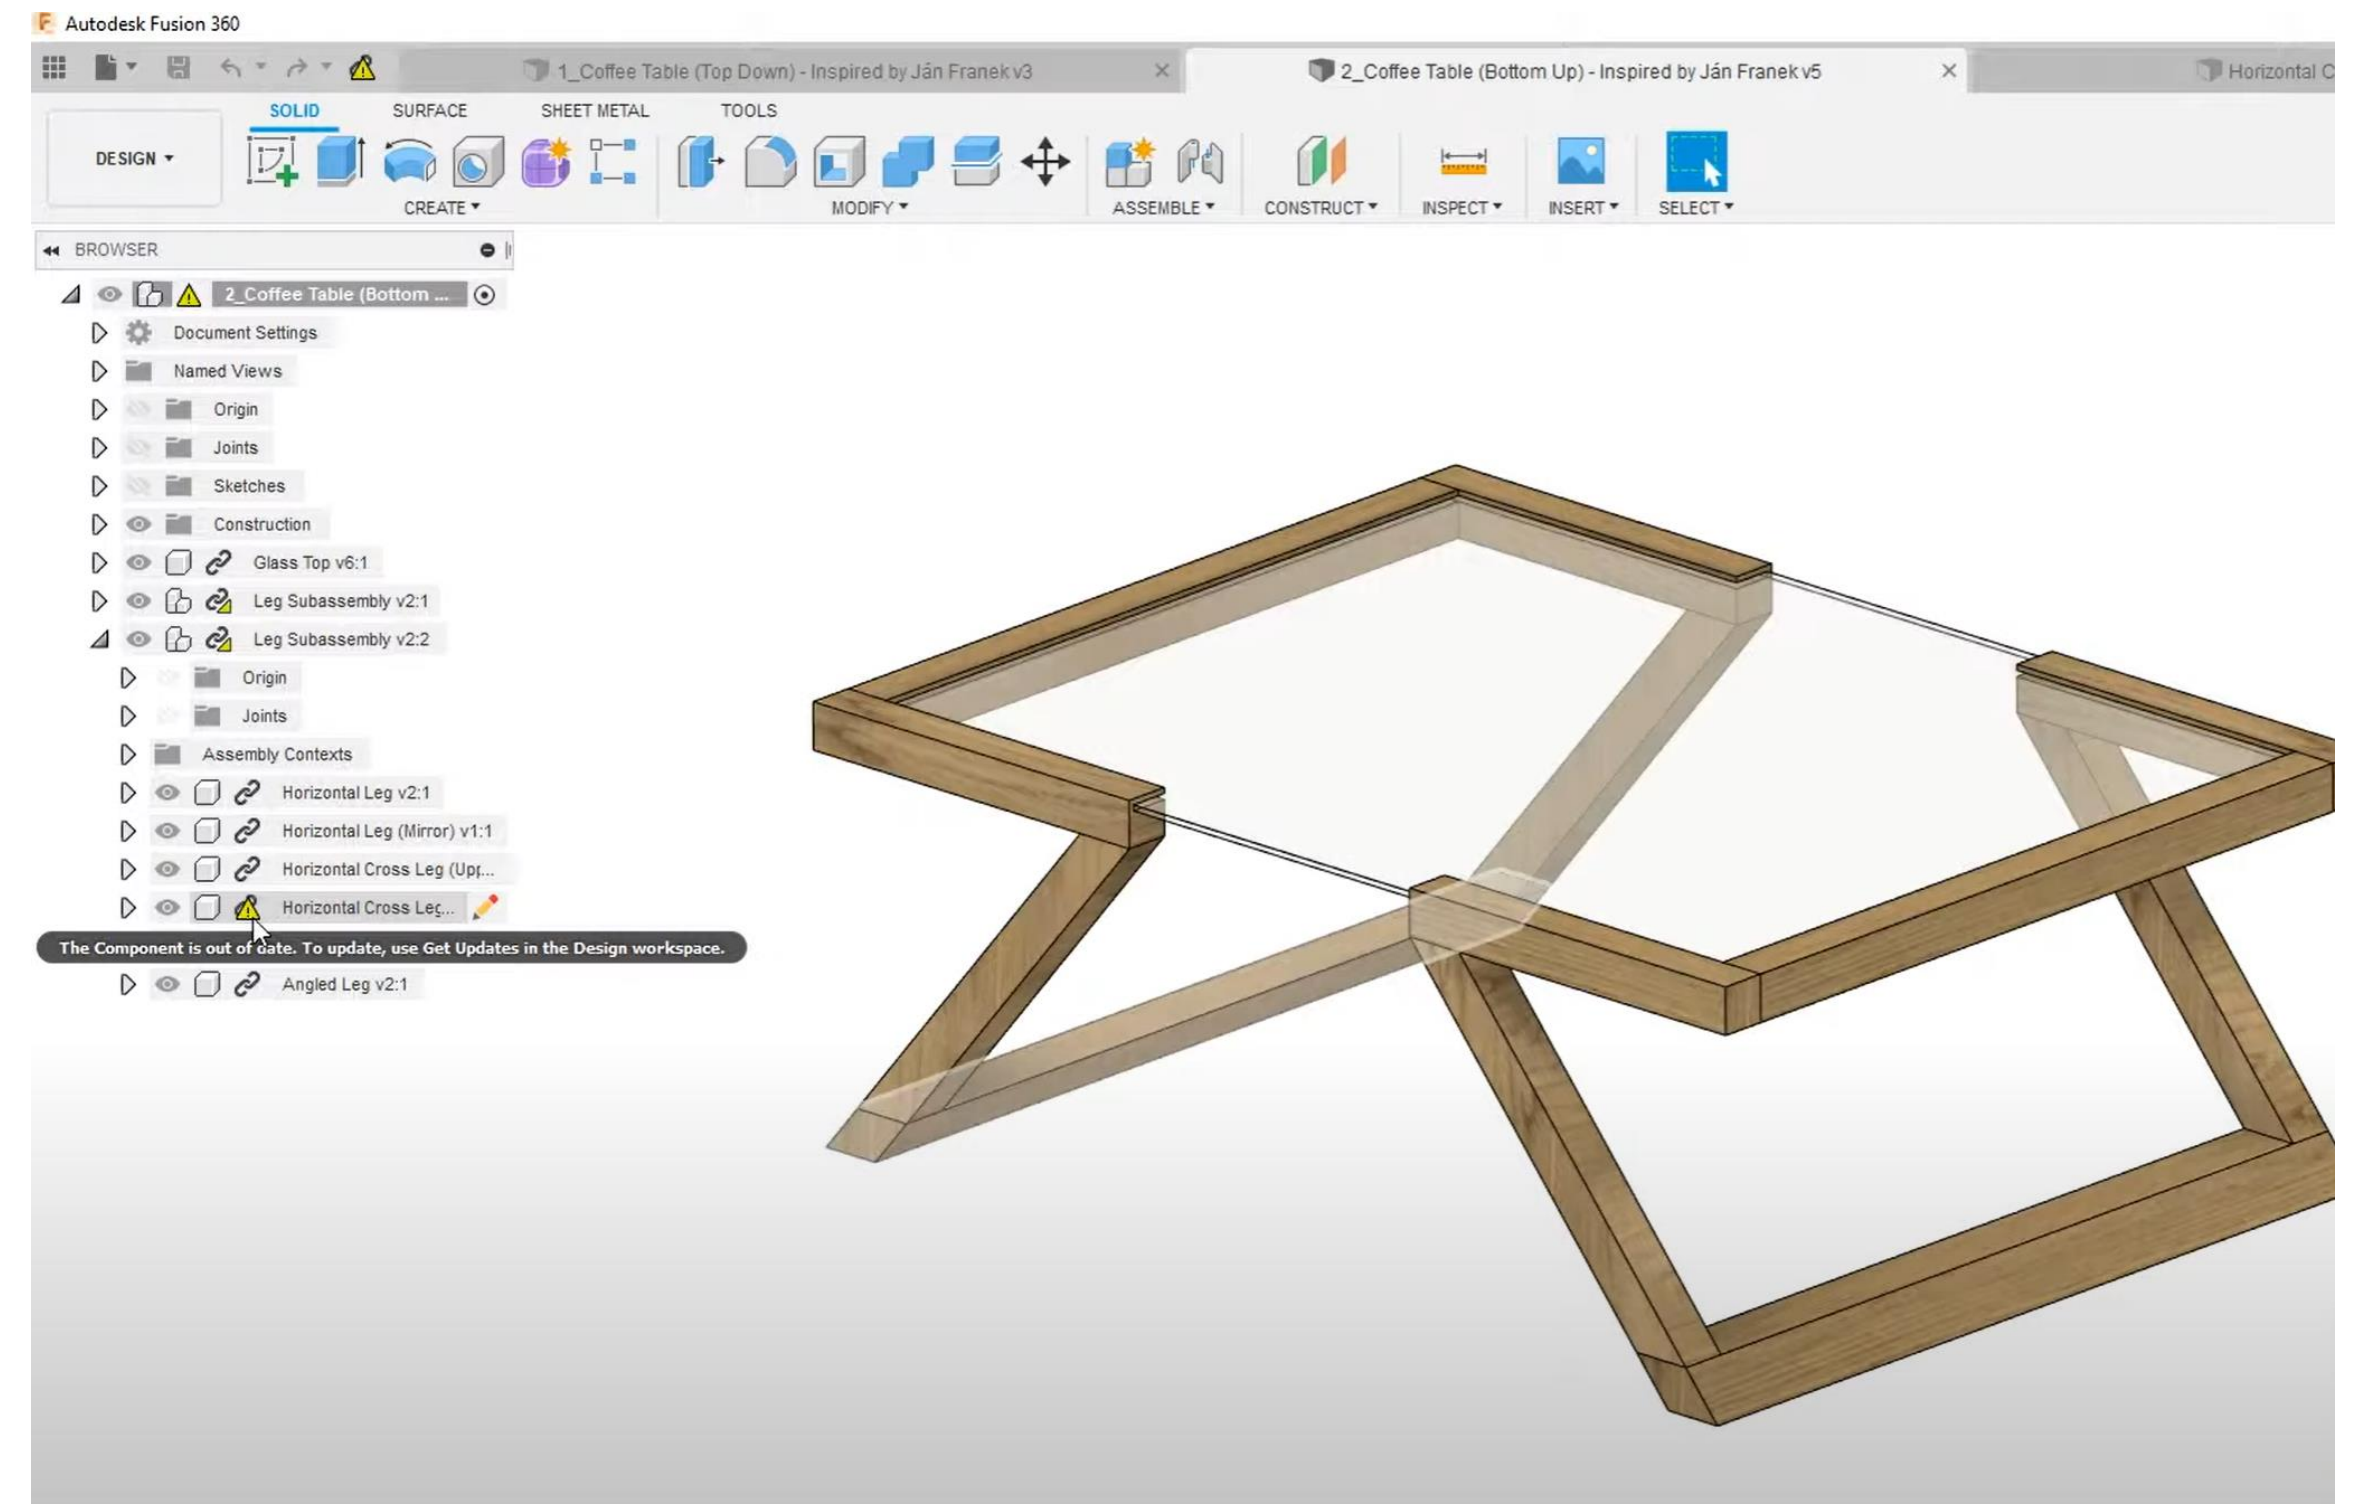 Autodesk Fusion 360
1_Coffee Table (Top Down) - Inspired by Ján Franek v3
2_Coffee Table (Bottom Up) - Inspired by Ján Franek v5
Horizontal C
SOLID SURFACE SHEET METAL TOOLS
DESIGN
CREATE MODIFY ASSEMBLE CONSTRUCT INSPECT INSERT SELECT
BROWSER
2_Coffee Table (Bottom ...
Document Settings
Named Views
Origin
Joints
Sketches
Construction
Glass Top v6:1
Leg Subassembly v2:1
Leg Subassembly v2:2
Origin
Joints
Assembly Contexts
Horizontal Leg v2:1
Horizontal Leg (Mirror) v1:1
Horizontal Cross Leg (Upp...
Horizontal Cross Leg...
The Component is out of date. To update, use Get Updates in the Design workspace.
Angled Leg v2:1